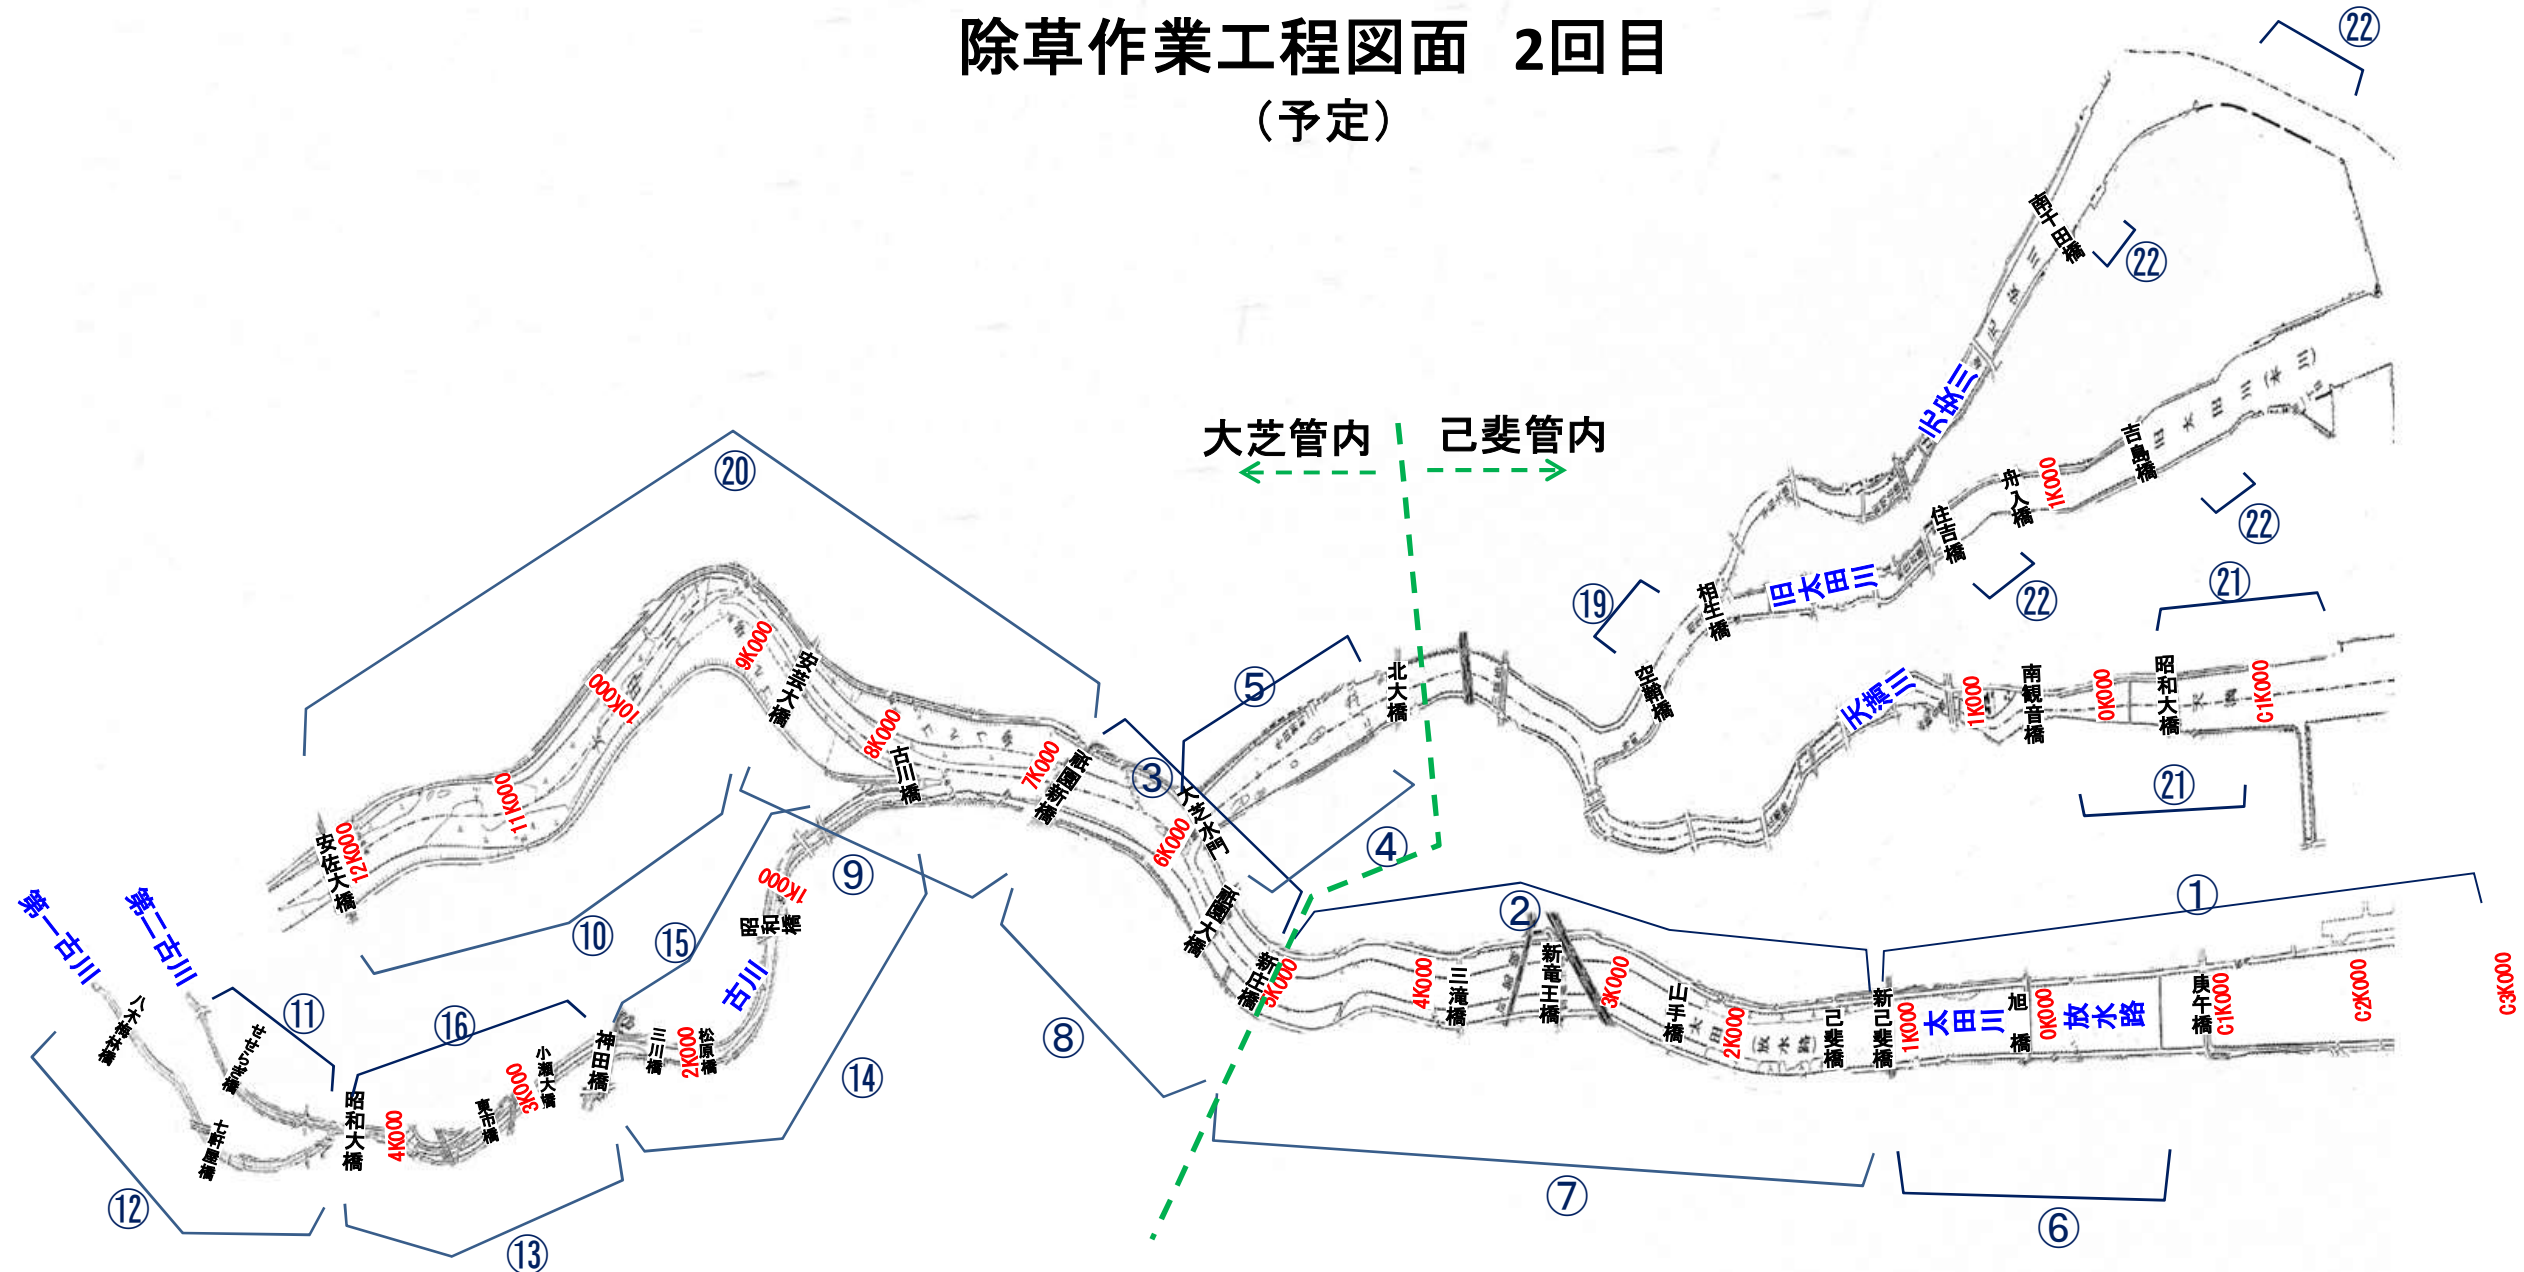 除草作業工程図面 2回目
（予定）
大芝管内
己斐管内
㉒
南千田橋
㉒
元安川
吉島橋
舟入橋
1K000
住吉橋
㉒
㉒
旧太田川
相生橋
⑲
空鞘橋
北大橋
⑤
④
③
大芝水門
天満川
1K000
南観音橋
0K000
昭和大橋
C1K000
㉑
㉑
⑳
安佐大橋
12K000
11K000
10K000
9K000
安芸大橋
8K000
古川橋
7K000
祇園新橋
6K000
祇園大橋
新庄橋
5K000
4K000
三滝橋
新竜王橋
3K000
山手橋
2K000
己斐橋
新己斐橋
1K000
太田川
旭橋
0K000
放水路
庚午橋
C1K000
C2K000
C3K000
①
②
⑥
⑦
⑧
⑨
⑩
⑮
1K000
昭和橋
古川
⑭
松原橋
2K000
三川橋
神田橋
小瀬大橋
3K000
東市橋
4K000
昭和大橋
⑯
⑬
⑪
⑫
第一古川
第二古川
八木梅林橋
せせらぎ橋
七軒屋橋